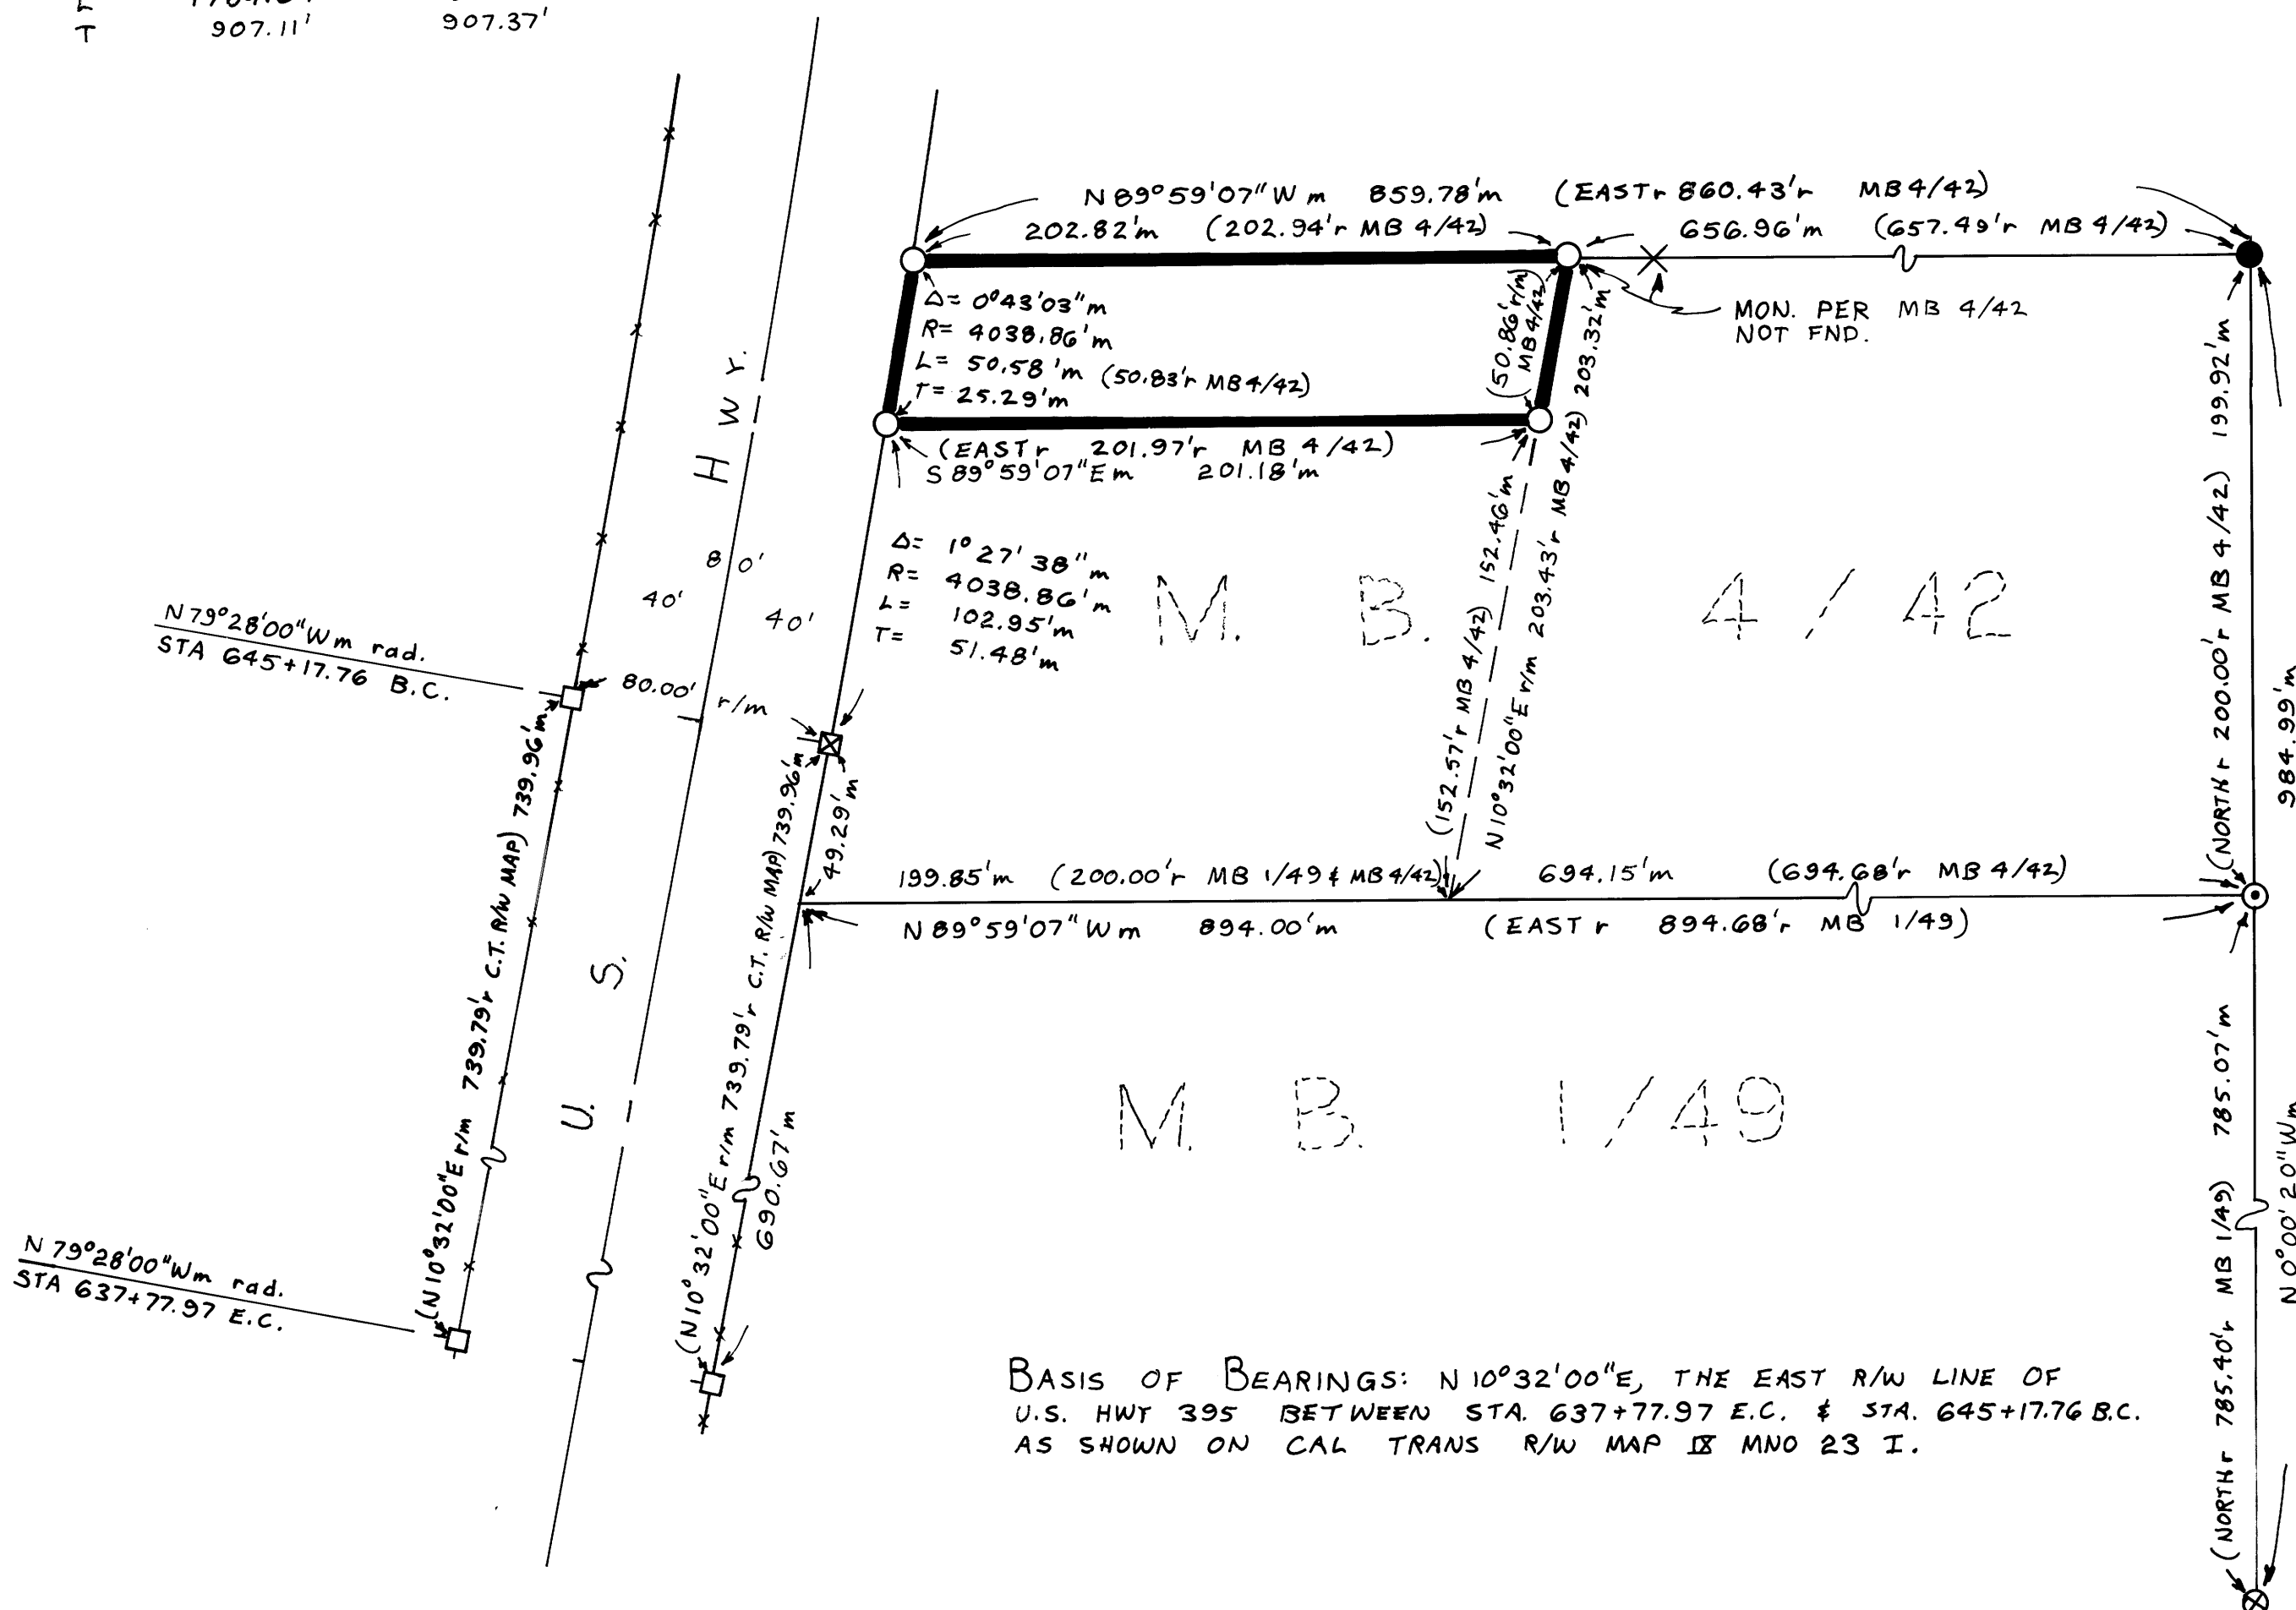 T 907.11' 907.37'
N 89°59'07"W m 859.78'm (EAST r 860.43'r MB 4/42)
202.82'm (202.94'r MB 4/42) 656.96'm (657.49'r MB 4/42)
Δ= 0°43'03"m
R= 4038.86'm
L= 50.58'm (50.83'r MB 4/42)
T= 25.29'm
(50.86'r/m
MB 4/42)
203.32'm
MON. PER MB 4/42
NOT FND.
(EAST r 201.97'r MB 4/42)
S 89°59'07"E m 201.18'm
HWY.
80'
40'
40'
Δ= 1°27'38"m
R= 4038.86'm
L= 102.95'm
T= 51.48'm
M. B. 4/42
(152.57'r MB 4/42) 152.46'm
N 10°32'00"E r/m 203.43'r MB 4/42)
(NORTH r 200.00'r MB 4/42) 199.92'm
984.99'm
N 79°28'00"W m rad.
STA 645+17.76 B.C.
80.00' r/m
49.29'm
199.85'm (200.00'r MB 1/49 & MB 4/42) 694.15'm (694.68'r MB 4/42)
N 89°59'07"W m 894.00'm (EAST r 894.68'r MB 1/49)
(N 10°32'00"E r/m 739.79'r C.T. R/W MAP) 739.96'm
U. S.
(N 10°32'00"E r/m 739.79'r C.T. R/W MAP) 739.96'm
690.67'm
M. B. 1/49
(NORTH r 785.40'r MB 1/49) 785.07'm
N 0°00'20"W m
N 79°28'00"W m rad.
STA 637+77.97 E.C.
BASIS OF BEARINGS: N 10°32'00"E, THE EAST R/W LINE OF
U.S. HWY 395 BETWEEN STA. 637+77.97 E.C. & STA. 645+17.76 B.C.
AS SHOWN ON CAL TRANS R/W MAP IX MNO 23 I.